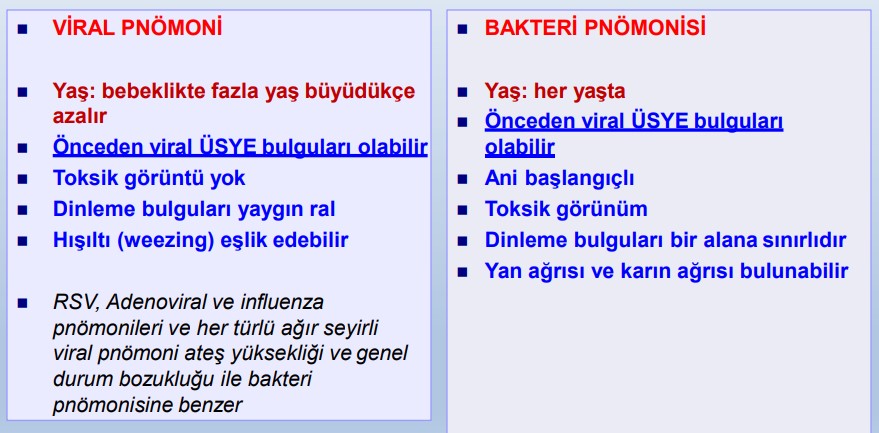 VİRAL PNÖMONİ
Yaş: bebeklikte fazla yaş büyüdükçe
azalır
Önceden viral ÜSYE bulguları olabilir
Toksik görüntü yok
Dinleme bulguları yaygın ral
Hışıltı (weezing) eşlik edebilir
RSV, Adenoviral ve influenza
pnömonileri ve her türlü ağır seyirli
viral pnömoni ateş yüksekliği ve genel
durum bozukluğu ile bakteri
pnömonisine benzer
BAKTERİ PNÖMONİSİ
Yaş: her yaşta
Önceden viral ÜSYE bulguları
olabilir
Ani başlangıçlı
Toksik görünüm
Dinleme bulguları bir alana sınırlıdır
Yan ağrısı ve karın ağrısı bulunabilir